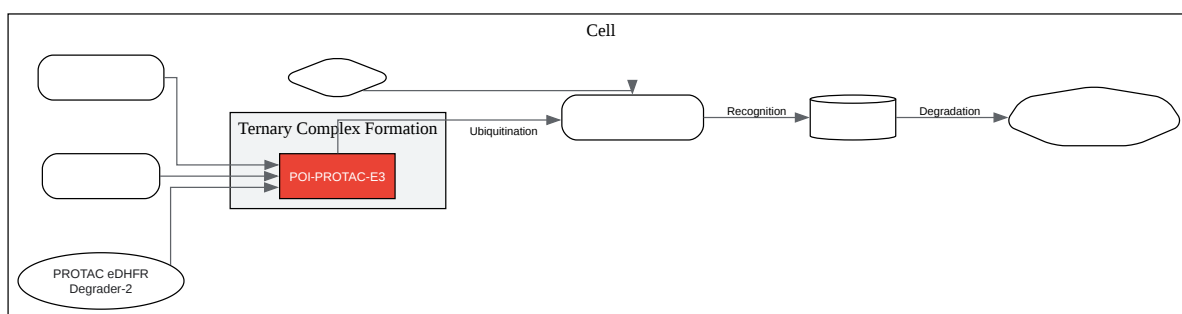 Cell
Ternary Complex Formation
Ubiquitination
Recognition
Degradation
POI-PROTAC-E3
PROTAC eDHFR
Degrader-2